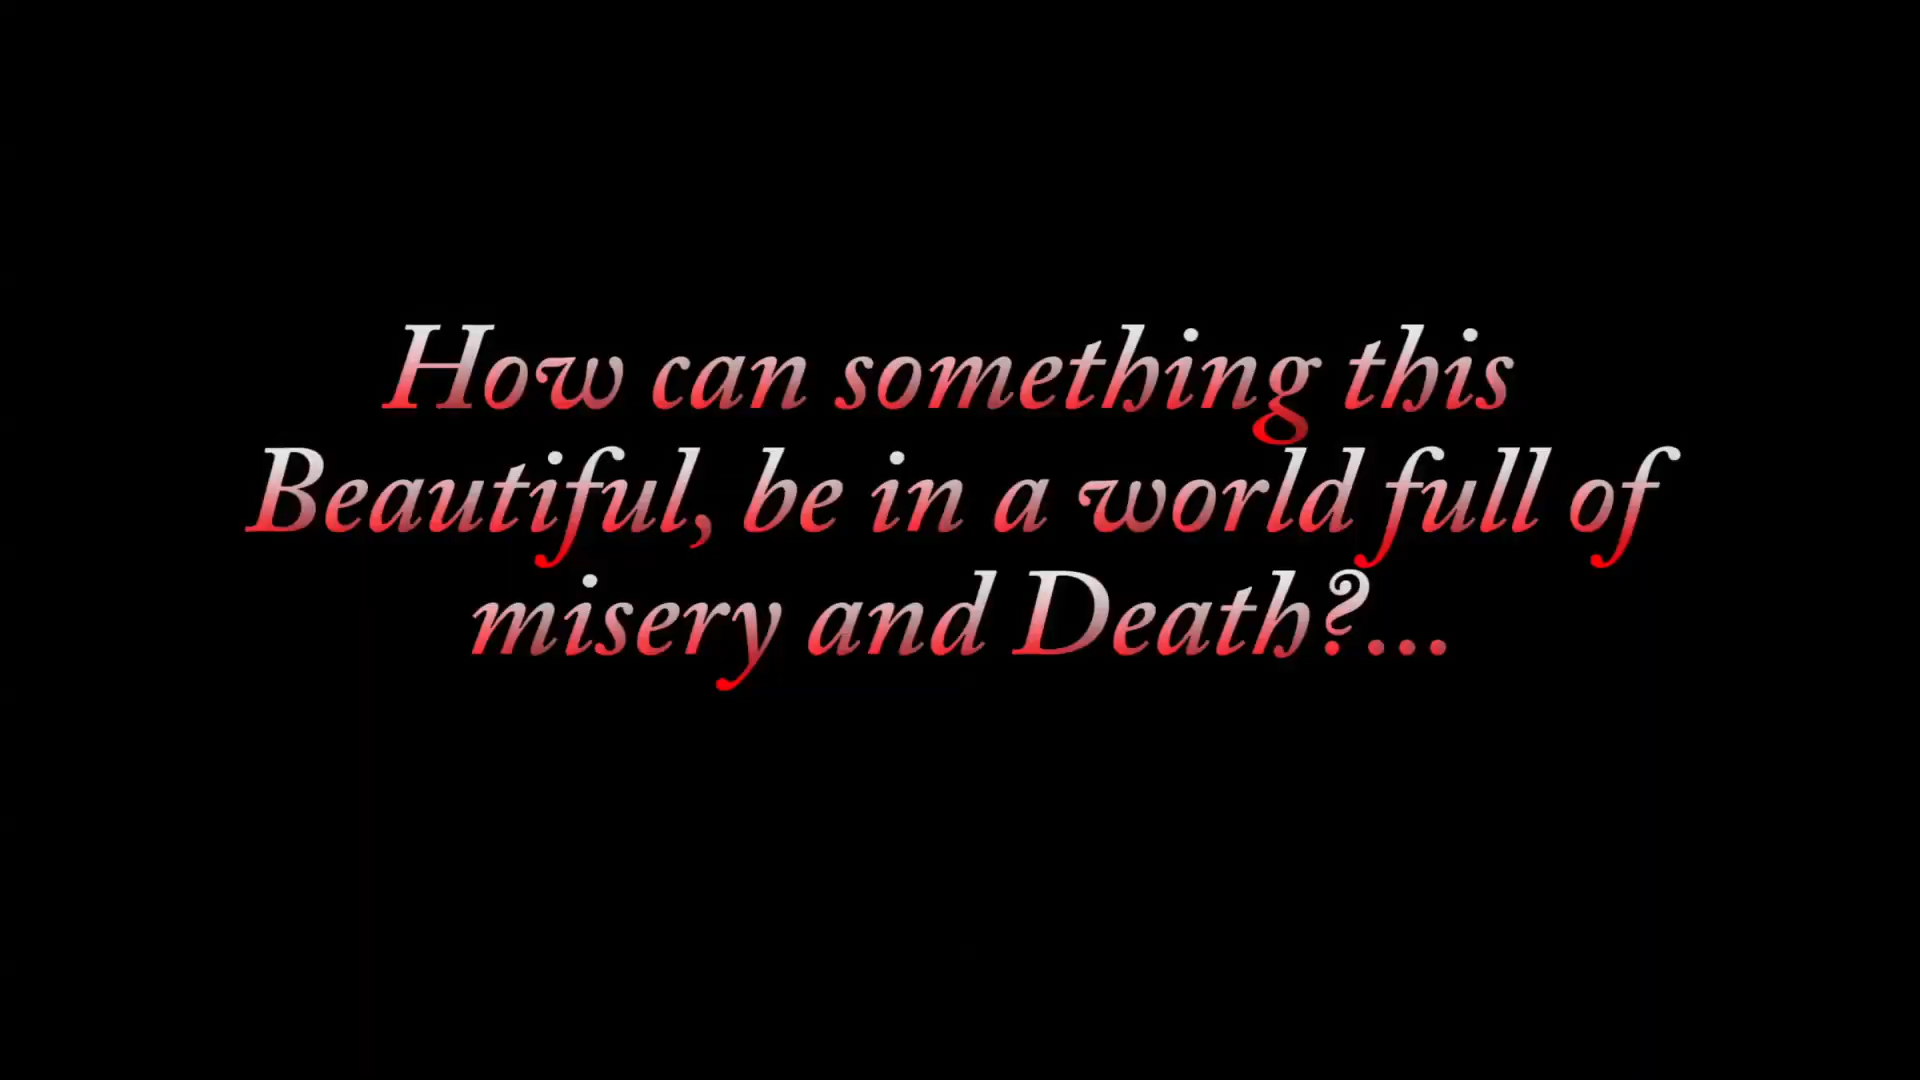 How can something this
Beautiful, be in a world full of
misery and Death?...